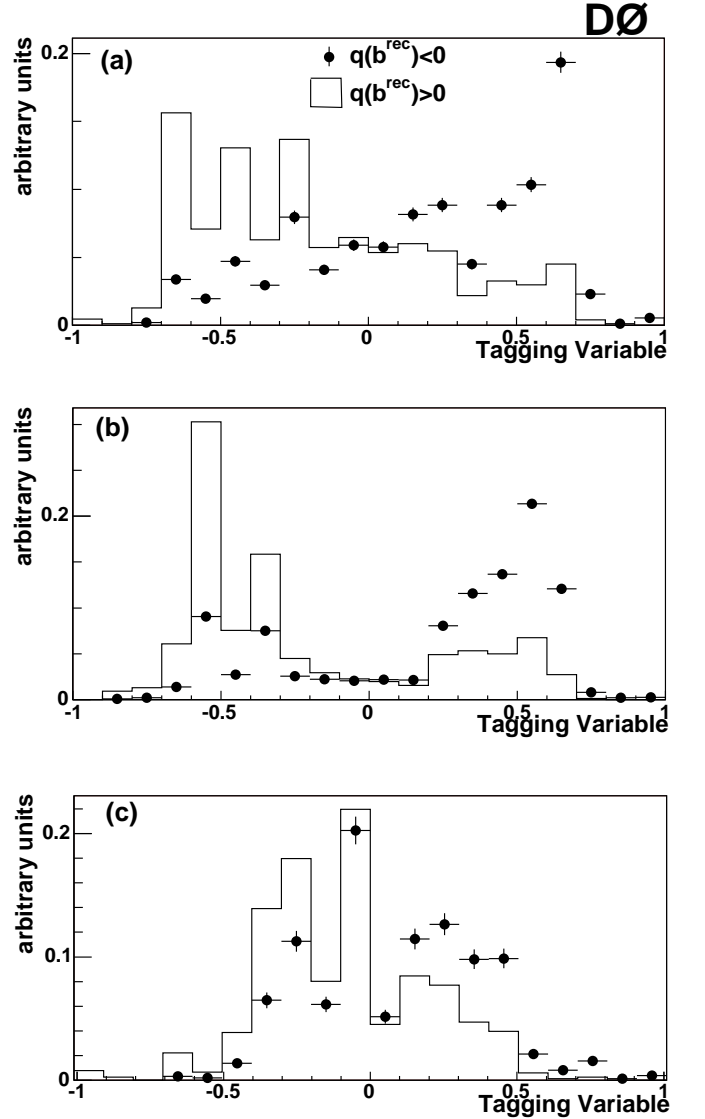 DØ
(a)
q(b^rec)<0
q(b^rec)>0
arbitrary units
0.2
0
-1 -0.5 0 0.5 1
Tagging Variable
(b)
arbitrary units
0.2
0
-1 -0.5 0 0.5 1
Tagging Variable
(c)
arbitrary units
0.2
0.1
0
-1 -0.5 0 0.5 1
Tagging Variable